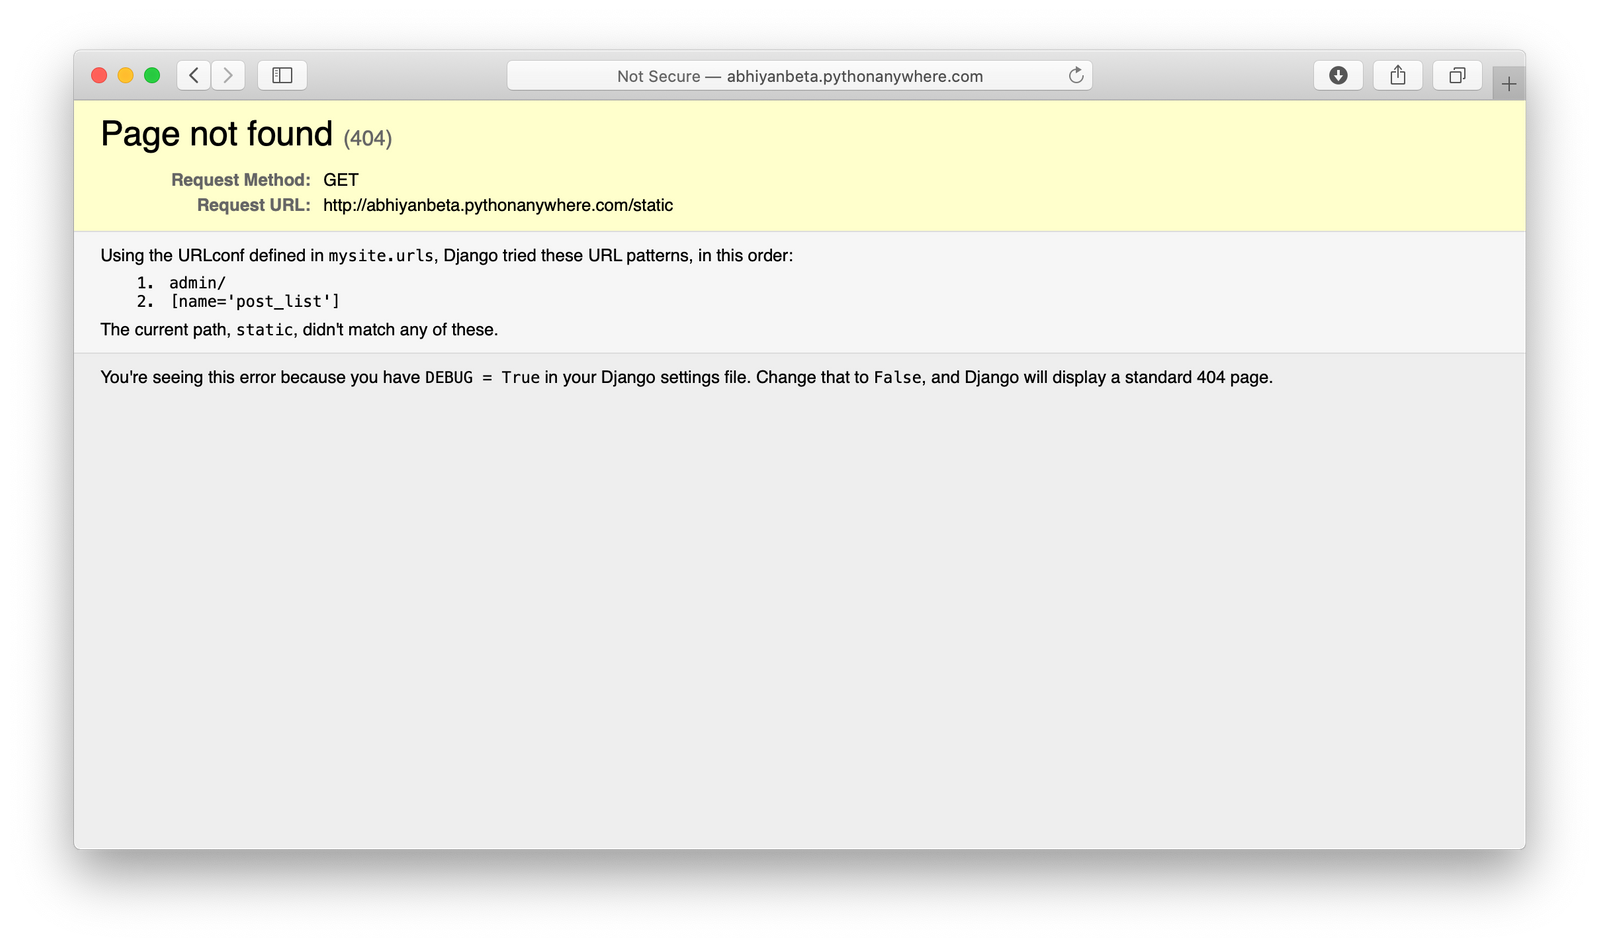 Not Secure — abhiyanbeta.pythonanywhere.com
Page not found (404)
Request Method: GET
Request URL: http://abhiyanbeta.pythonanywhere.com/static
Using the URLconf defined in mysite.urls, Django tried these URL patterns, in this order:
1. admin/
2. [name='post_list']
The current path, static, didn't match any of these.
You're seeing this error because you have DEBUG = True in your Django settings file. Change that to False, and Django will display a standard 404 page.